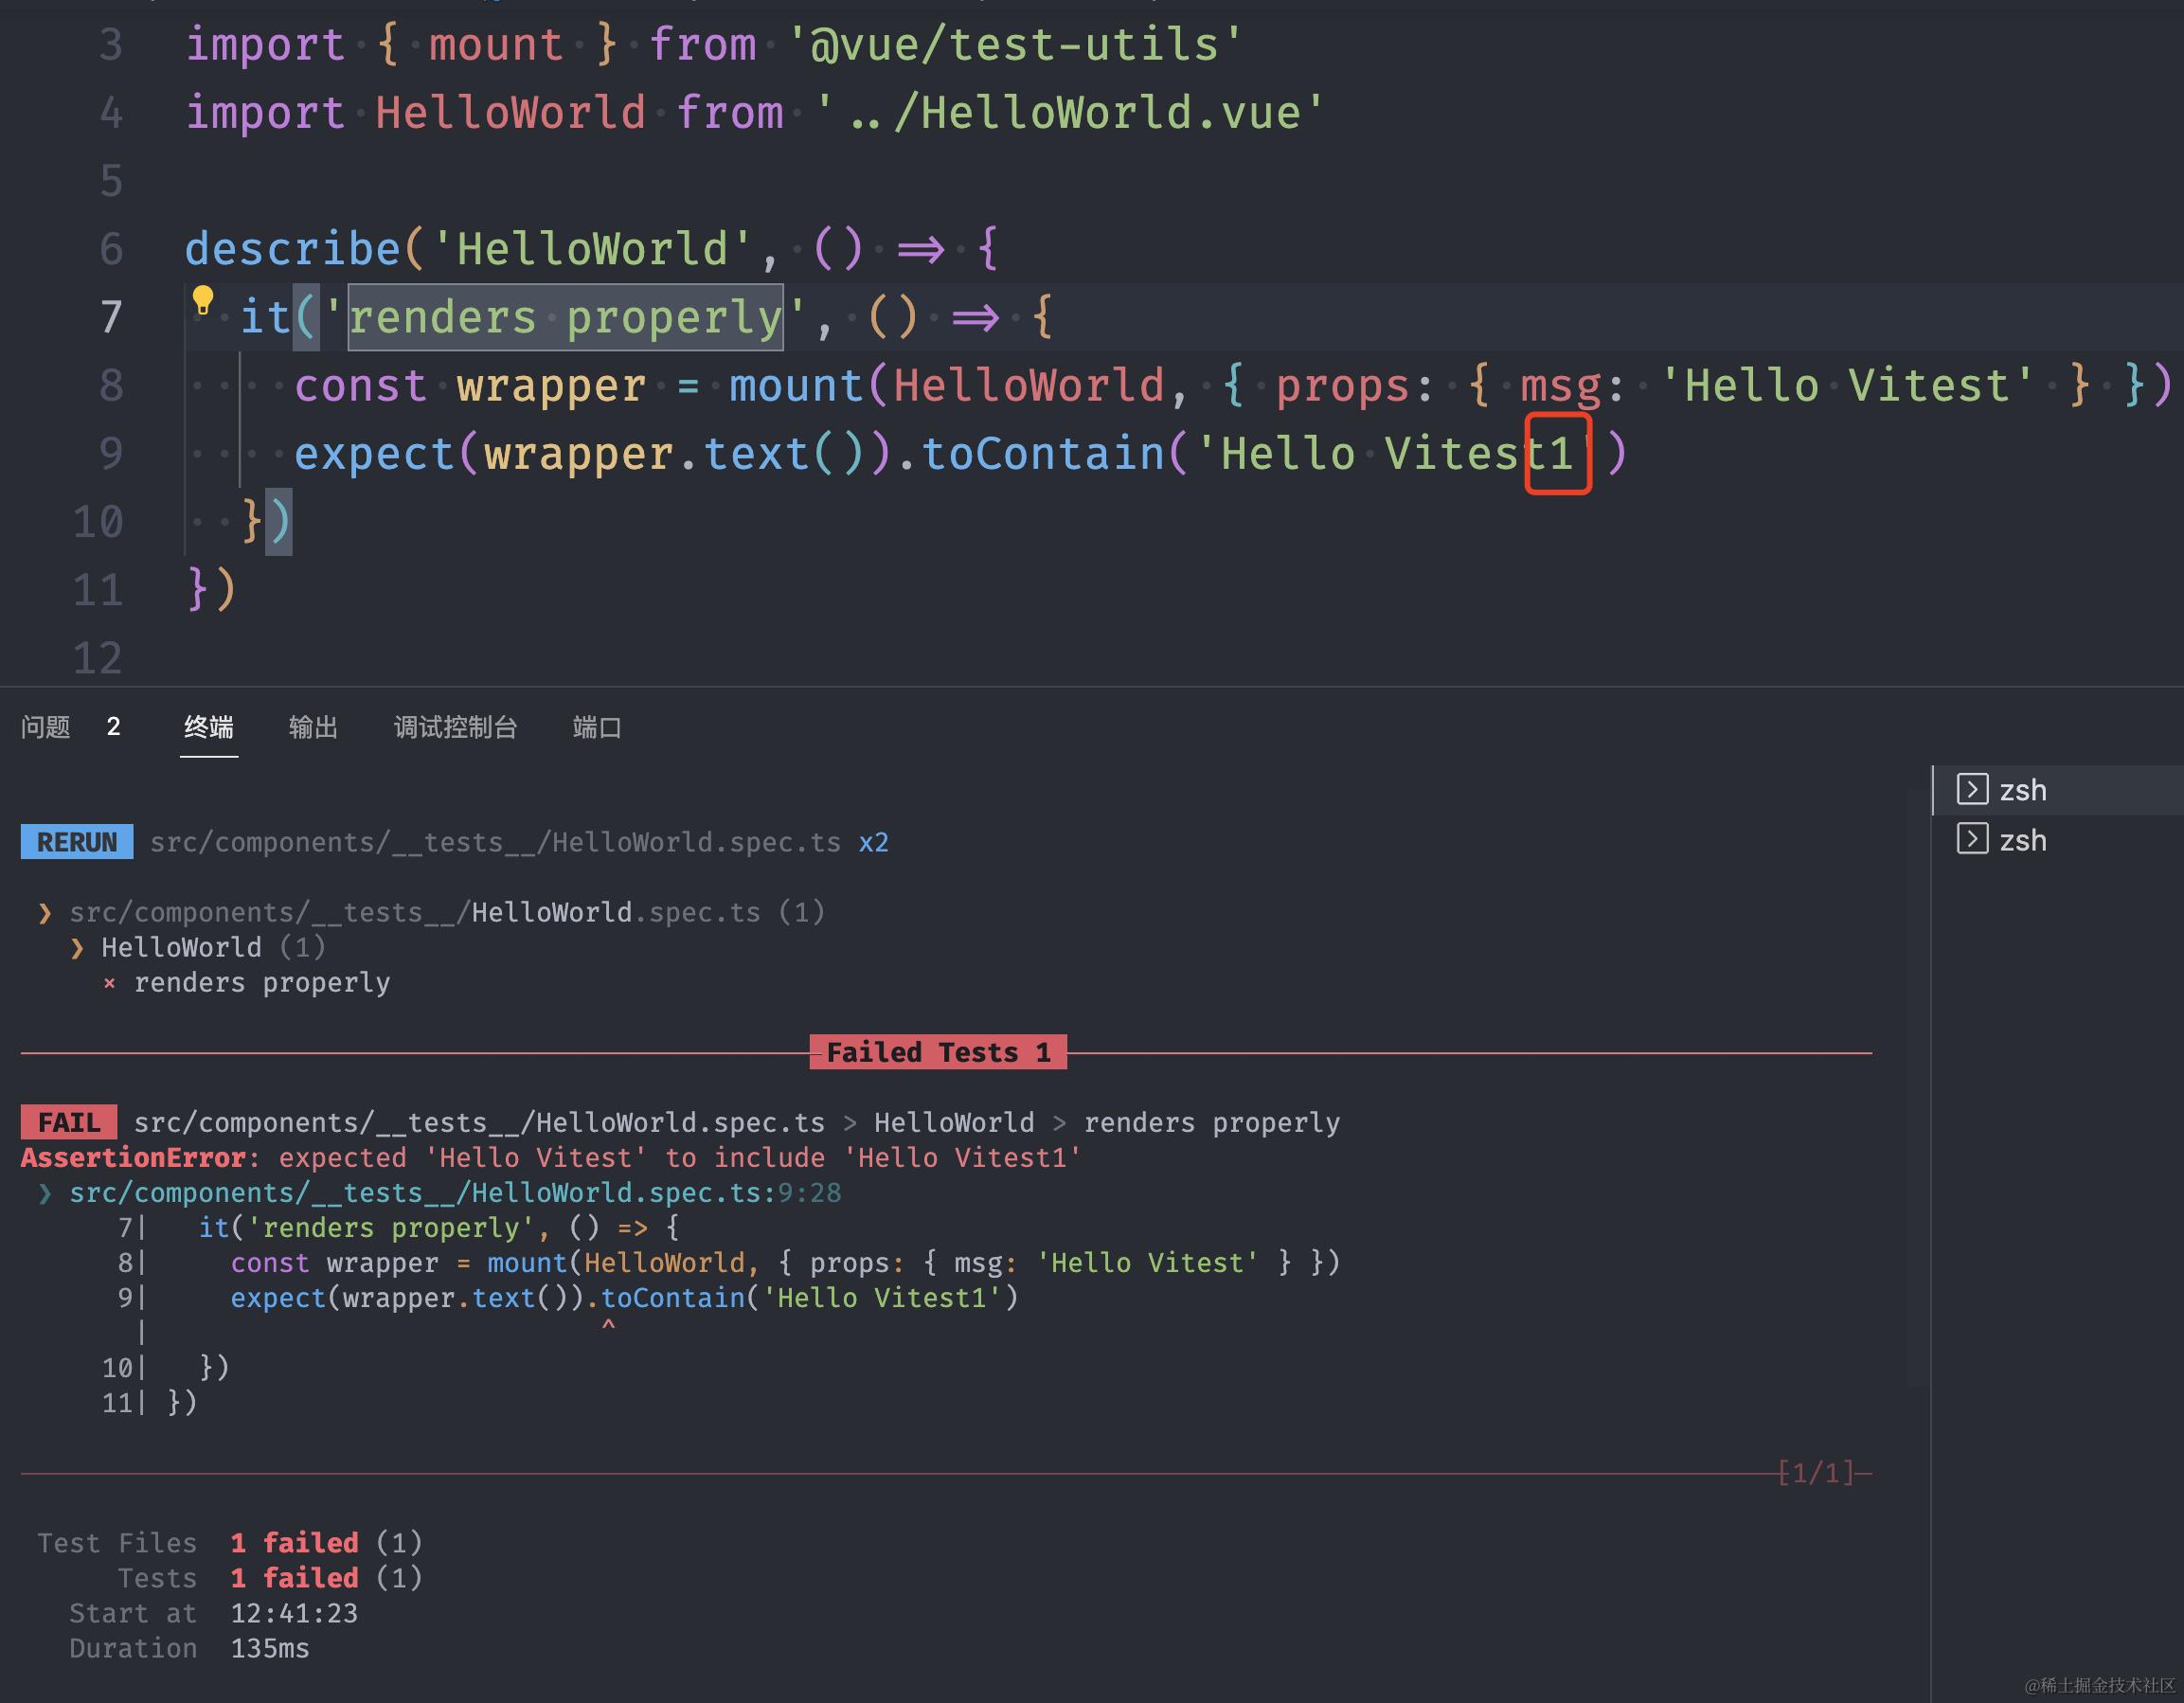 3 import { mount } from '@vue/test-utils'
4 import HelloWorld from '../HelloWorld.vue'
5
6 describe('HelloWorld', () => {
7 it('renders properly', () => {
8 const wrapper = mount(HelloWorld, { props: { msg: 'Hello Vitest' } })
9 expect(wrapper.text()).toContain('Hello Vitest1')
10 })
11 })
12
问题 2 终端 输出 调试控制台 端口
zsh
zsh
RERUN src/components/__tests__/HelloWorld.spec.ts x2
❯ src/components/__tests__/HelloWorld.spec.ts (1)
❯ HelloWorld (1)
× renders properly
Failed Tests 1
FAIL src/components/__tests__/HelloWorld.spec.ts > HelloWorld > renders properly
AssertionError: expected 'Hello Vitest' to include 'Hello Vitest1'
❯ src/components/__tests__/HelloWorld.spec.ts:9:28
7| it('renders properly', () => {
8| const wrapper = mount(HelloWorld, { props: { msg: 'Hello Vitest' } })
9| expect(wrapper.text()).toContain('Hello Vitest1')
| ^
10| })
11| })
[1/1]
Test Files 1 failed (1)
Tests 1 failed (1)
Start at 12:41:23
Duration 135ms
@稀土掘金技术社区